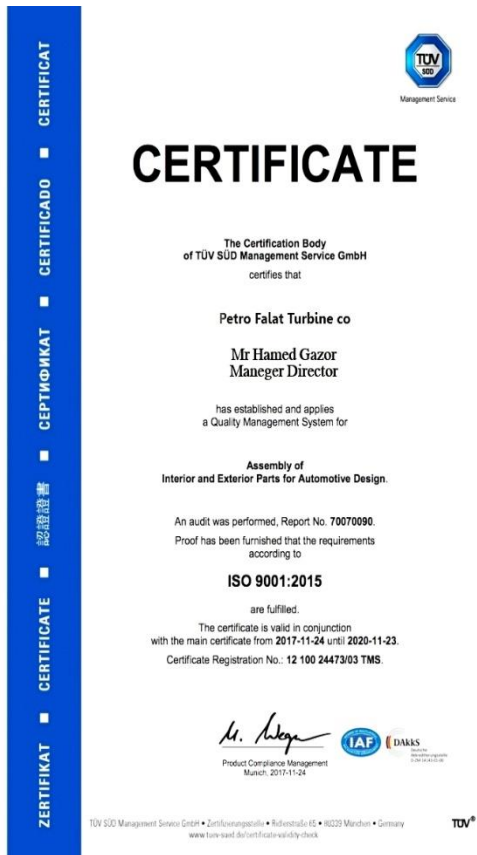 ZERTIFIKAT ■ CERTIFICATE ■ 認證證書 ■ СЕРТИФИКАТ ■ CERTIFICADO ■ CERTIFICAT
TÜV
SÜD
Management Service
CERTIFICATE
The Certification Body
of TÜV SÜD Management Service GmbH
certifies that
Petro Falat Turbine co
Mr Hamed Gazor
Maneger Director
has established and applies
a Quality Management System for
Assembly of
Interior and Exterior Parts for Automotive Design.
An audit was performed, Report No. 70070090.
Proof has been furnished that the requirements
according to
ISO 9001:2015
are fulfilled.
The certificate is valid in conjunction
with the main certificate from 2017-11-24 until 2020-11-23.
Certificate Registration No.: 12 100 24473/03 TMS.
Product Compliance Management
Munich, 2017-11-24
IAF
DAkkS
Deutsche
Akkreditierungsstelle
TÜV SÜD Management Service GmbH • Zertifizierungsstelle • Ridlerstraße 65 • 80339 München • Germany
www.tuev-sued.de/certificate-validity-check
TÜV®